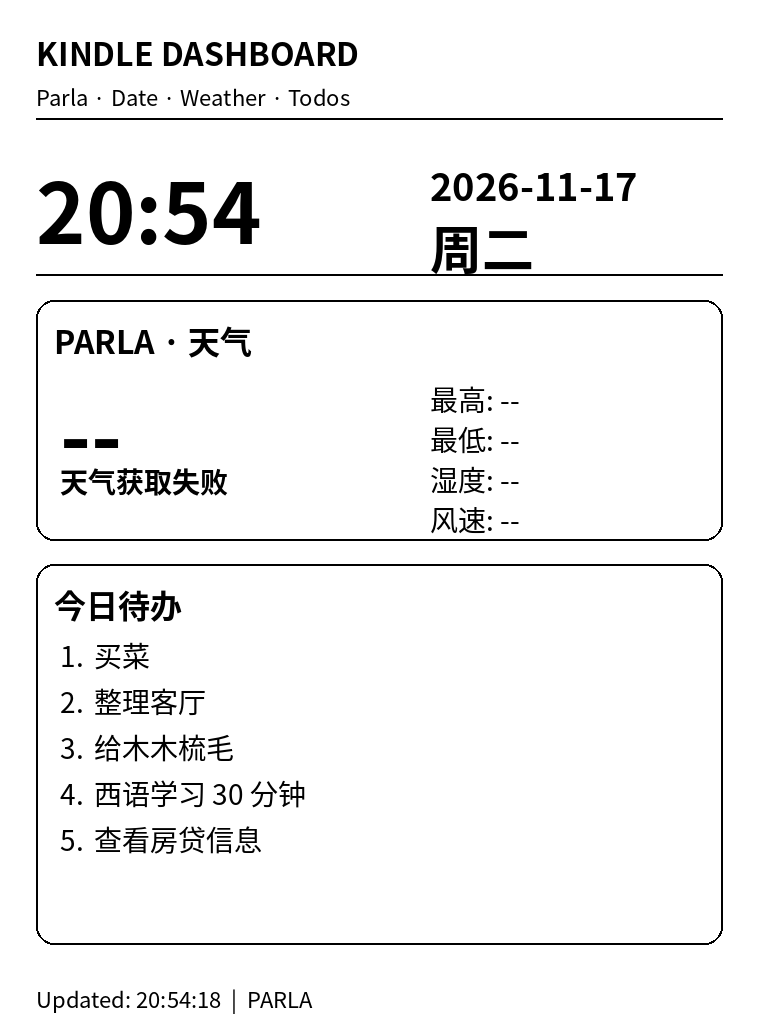 KINDLE DASHBOARD
Parla · Date · Weather · Todos
20:54
2026-11-17
周二
PARLA · 天气
--
天气获取失败
最高: --
最低: --
湿度: --
风速: --
今日待办
1. 买菜
2. 整理客厅
3. 给木木梳毛
4. 西语学习 30 分钟
5. 查看房贷信息
Updated: 20:54:18 | PARLA